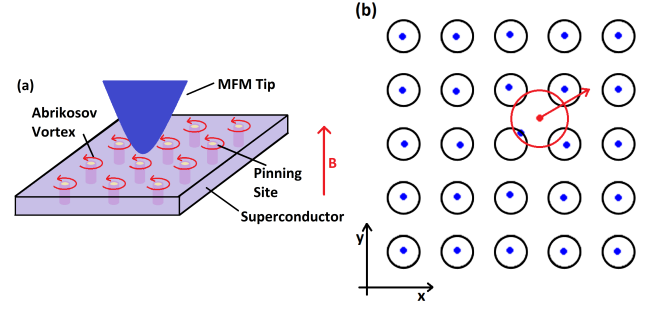 (a)
MFM Tip
Abrikosov
Vortex
Pinning
Site
Superconductor
B
(b)
y
x